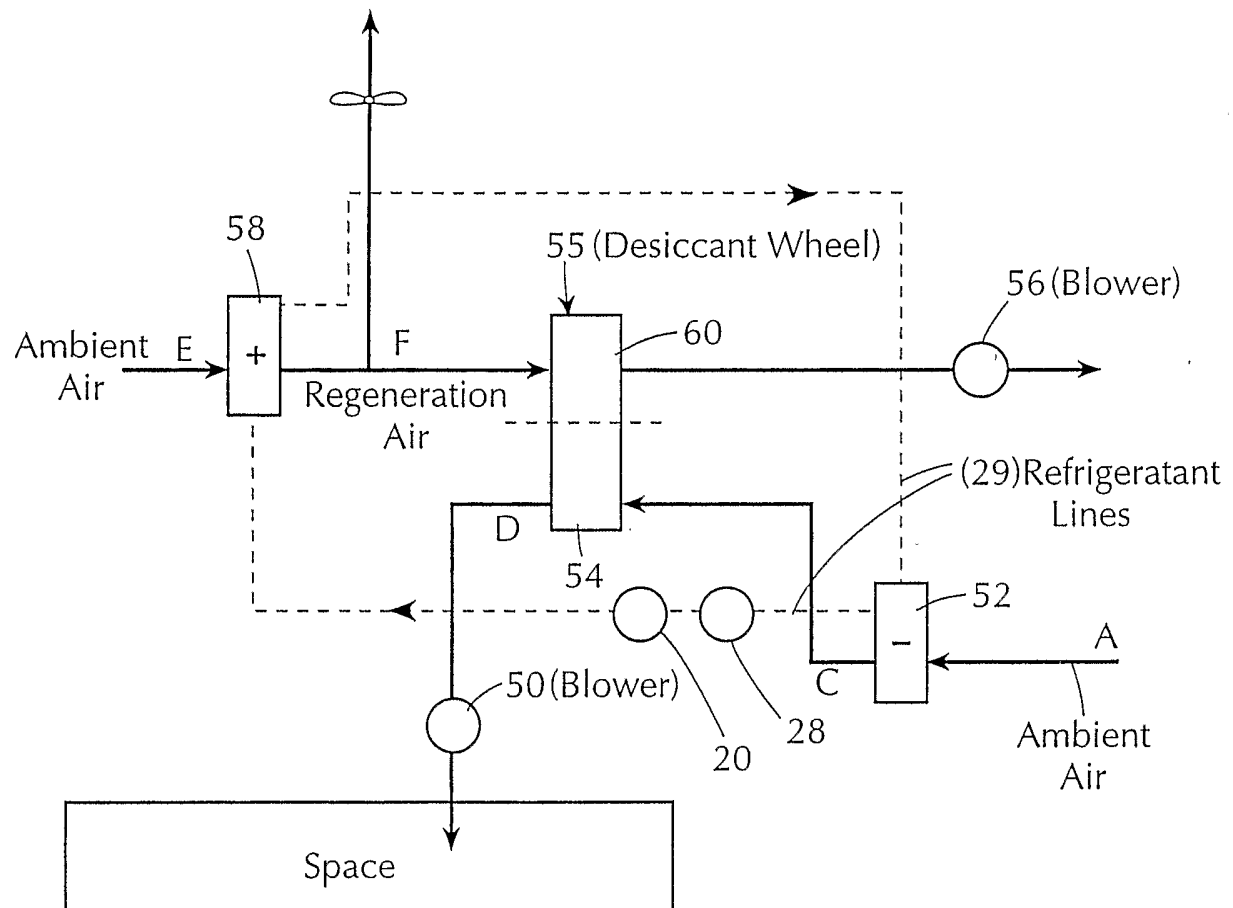 58
55 (Desiccant Wheel)
56 (Blower)
60
Ambient
Air
E
+
F
Regeneration
Air
(29) Refrigeratant
Lines
D
54
52
−
A
C
50 (Blower)
20
28
Ambient
Air
Space